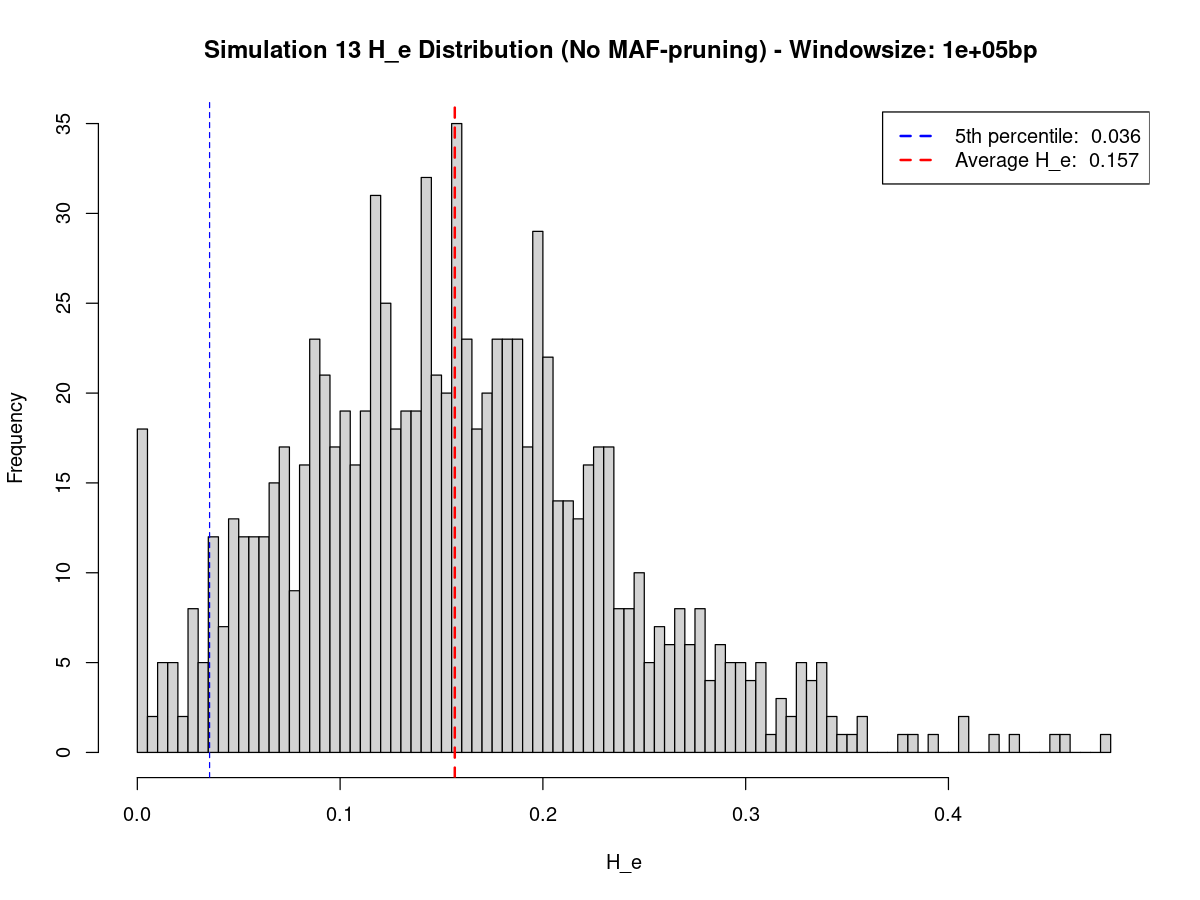 Simulation 13 H_e Distribution (No MAF-pruning) - Windowsize: 1e+05bp
5th percentile: 0.036
Average H_e: 0.157
Frequency
35
30
25
20
15
10
5
0
0.0 0.1 0.2 0.3 0.4
H_e